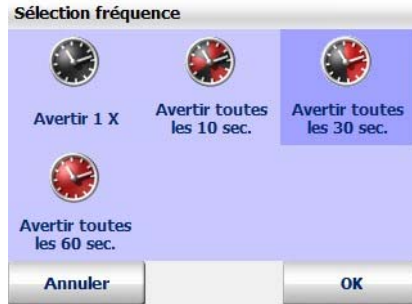 Sélection fréquence
Avertir 1 X
Avertir toutes
les 10 sec.
Avertir toutes
les 30 sec.
Avertir toutes
les 60 sec.
Annuler
OK